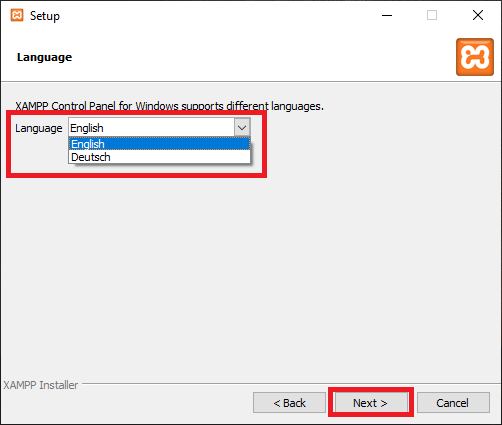 Setup
Language
XAMPP Control Panel for Windows supports different languages.
Language English
English
Deutsch
XAMPP Installer
< Back Next > Cancel